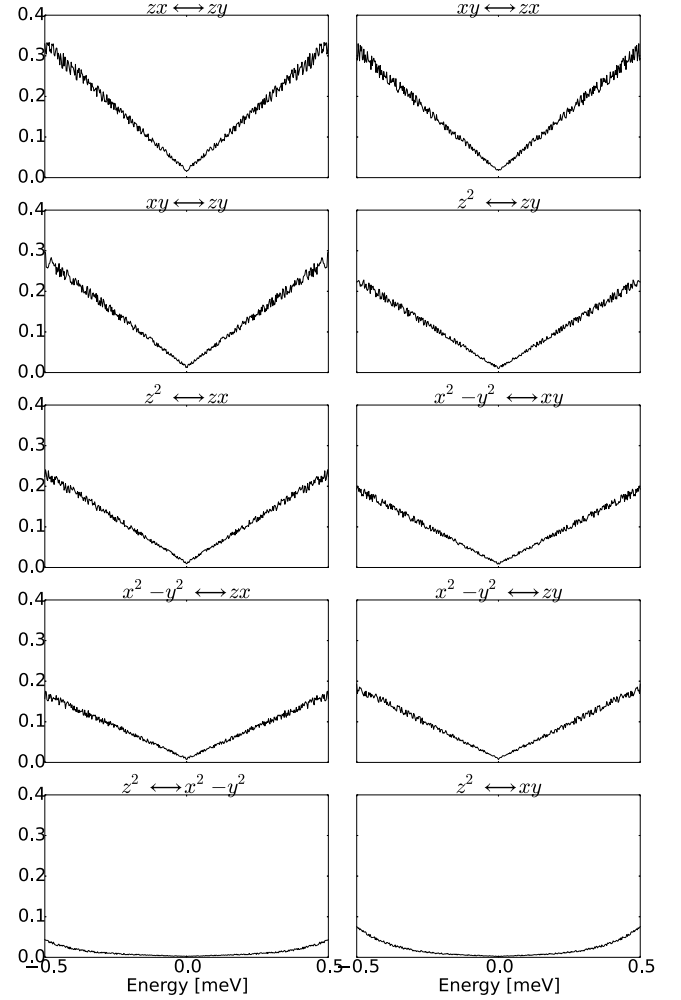 zx ⟷ zy
xy ⟷ zx
0.4
0.3
0.2
0.1
0.0
xy ⟷ zy
z² ⟷ zy
0.4
0.3
0.2
0.1
0.0
z² ⟷ zx
x² −y² ⟷ xy
0.4
0.3
0.2
0.1
0.0
x² −y² ⟷ zx
x² −y² ⟷ zy
0.4
0.3
0.2
0.1
0.0
z² ⟷ x² −y²
z² ⟷ xy
0.4
0.3
0.2
0.1
0.0
−0.5 0.0 0.5 −0.5 0.0 0.5
Energy [meV] Energy [meV]